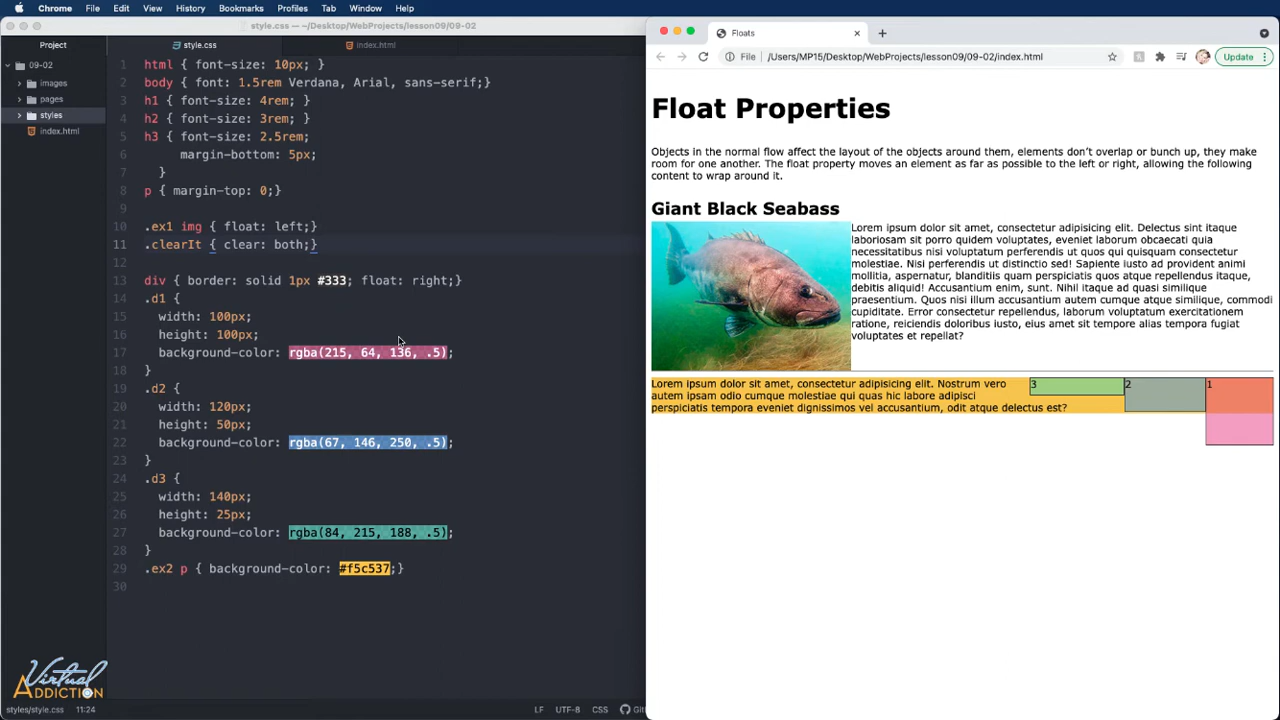 Chrome File Edit View History Bookmarks Profiles Tab Window Help
style.css — ~/Desktop/WebProjects/lesson09/09-02
Project
style.css
index.html
09-02
images
pages
styles
index.html
1 html { font-size: 10px; }
2 body { font: 1.5rem Verdana, Arial, sans-serif;}
3 h1 { font-size: 4rem; }
4 h2 { font-size: 3rem; }
5 h3 { font-size: 2.5rem;
6 margin-bottom: 5px;
7 }
8 p { margin-top: 0;}
9
10 .ex1 img { float: left;}
11 .clearIt { clear: both;}
12
13 div { border: solid 1px #333; float: right;}
14 .d1 {
15 width: 100px;
16 height: 100px;
17 background-color: rgba(215, 64, 136, .5);
18 }
19 .d2 {
20 width: 120px;
21 height: 50px;
22 background-color: rgba(67, 146, 250, .5);
23 }
24 .d3 {
25 width: 140px;
26 height: 25px;
27 background-color: rgba(84, 215, 188, .5);
28 }
29 .ex2 p { background-color: #f5c537;}
30
Virtual
Addiction
styles/style.css 11:24
LF UTF-8 CSS
Floats
File /Users/MP15/Desktop/WebProjects/lesson09/09-02/index.html
Update
Float Properties
Objects in the normal flow affect the layout of the objects around them, elements don't overlap or bunch up, they make
room for one another. The float property moves an element as far as possible to the left or right, allowing the following
content to wrap around it.
Giant Black Seabass
Lorem ipsum dolor sit amet, consectetur adipisicing elit. Delectus sint itaque
laboriosam sit porro quidem voluptates, eveniet laborum obcaecati quia
necessitatibus voluptatum perferendis ut quos qui quisquam consectetur
molestiae. Nisi perferendis ut distinctio sed! Sapiente iusto ad provident animi
mollitia, aspernatur, blanditiis quam perspiciatis quos atque repellendus itaque,
debitis aliquid! Accusantium enim, sunt. Nihil itaque ad quasi similique
praesentium. Quos nisi illum accusantium autem cumque atque similique, commodi
cupiditate. Error consectetur repellendus, laborum voluptatum exercitationem
ratione, reiciendis doloribus iusto, eius amet sit tempore alias tempora fugiat
voluptates et repellat?
Lorem ipsum dolor sit amet, consectetur adipisicing elit. Nostrum vero
autem ipsam odio cumque molestiae qui quas hic labore adipisci
perspiciatis tempora eveniet dignissimos vel accusantium, odit atque delectus est?
3
2
1